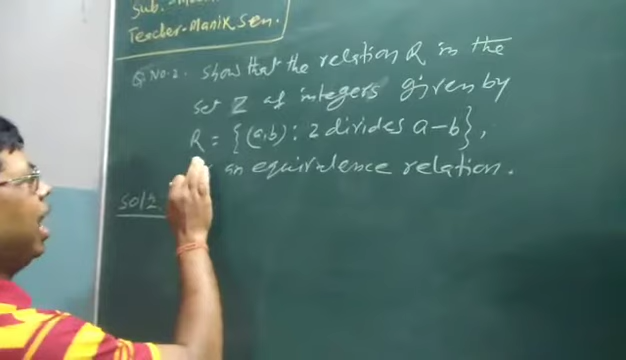 Sub. -
Teacher-Manik Sen.
Q. No. 2. Show that the relation R in the
set Z of integers given by
R = {(a,b): 2 divides a-b},
an equivalence relation.
Soln.